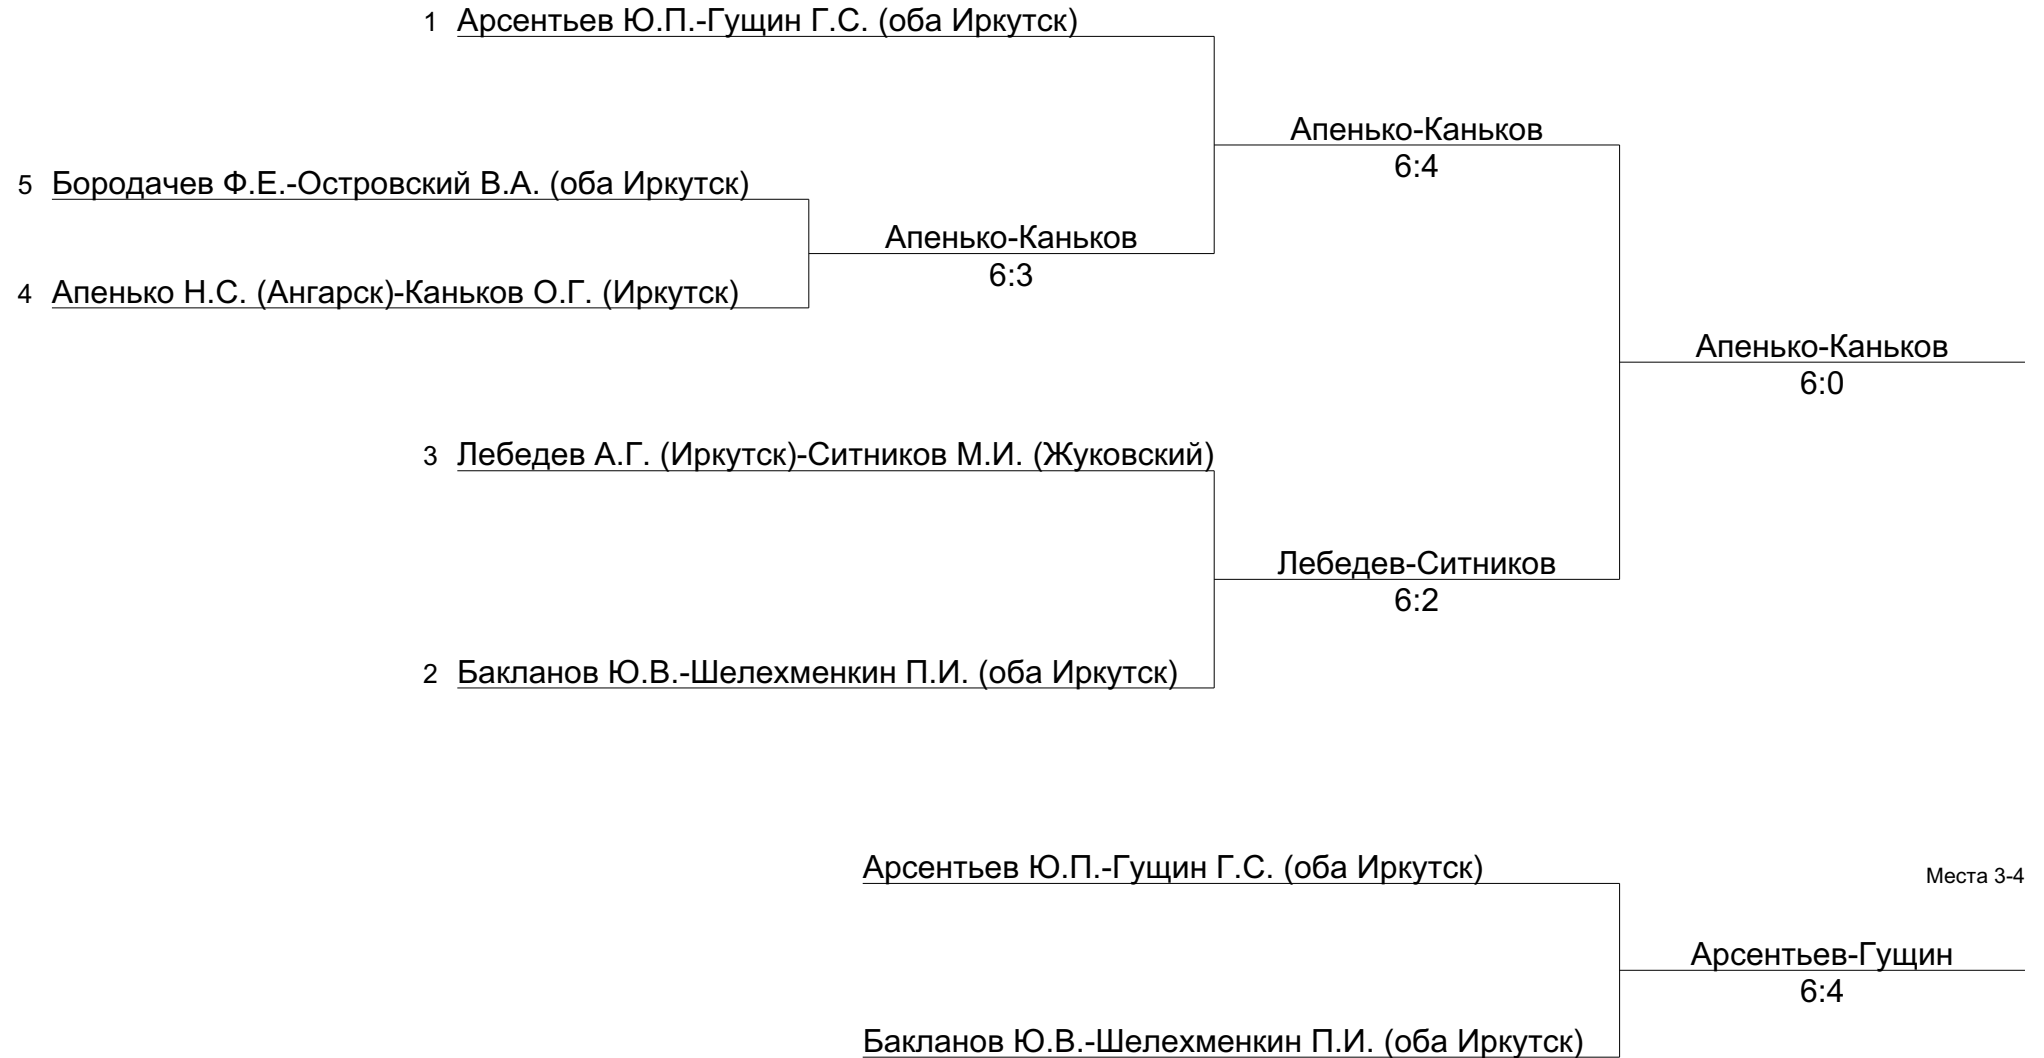 1 Арсентьев Ю.П.-Гущин Г.С. (оба Иркутск)
Апенько-Каньков
6:4
5 Бородачев Ф.Е.-Островский В.А. (оба Иркутск)
Апенько-Каньков
6:3
4 Апенько Н.С. (Ангарск)-Каньков О.Г. (Иркутск)
Апенько-Каньков
6:0
3 Лебедев А.Г. (Иркутск)-Ситников М.И. (Жуковский)
Лебедев-Ситников
6:2
2 Бакланов Ю.В.-Шелехменкин П.И. (оба Иркутск)
Арсентьев Ю.П.-Гущин Г.С. (оба Иркутск)
Места 3-4
Арсентьев-Гущин
6:4
Бакланов Ю.В.-Шелехменкин П.И. (оба Иркутск)